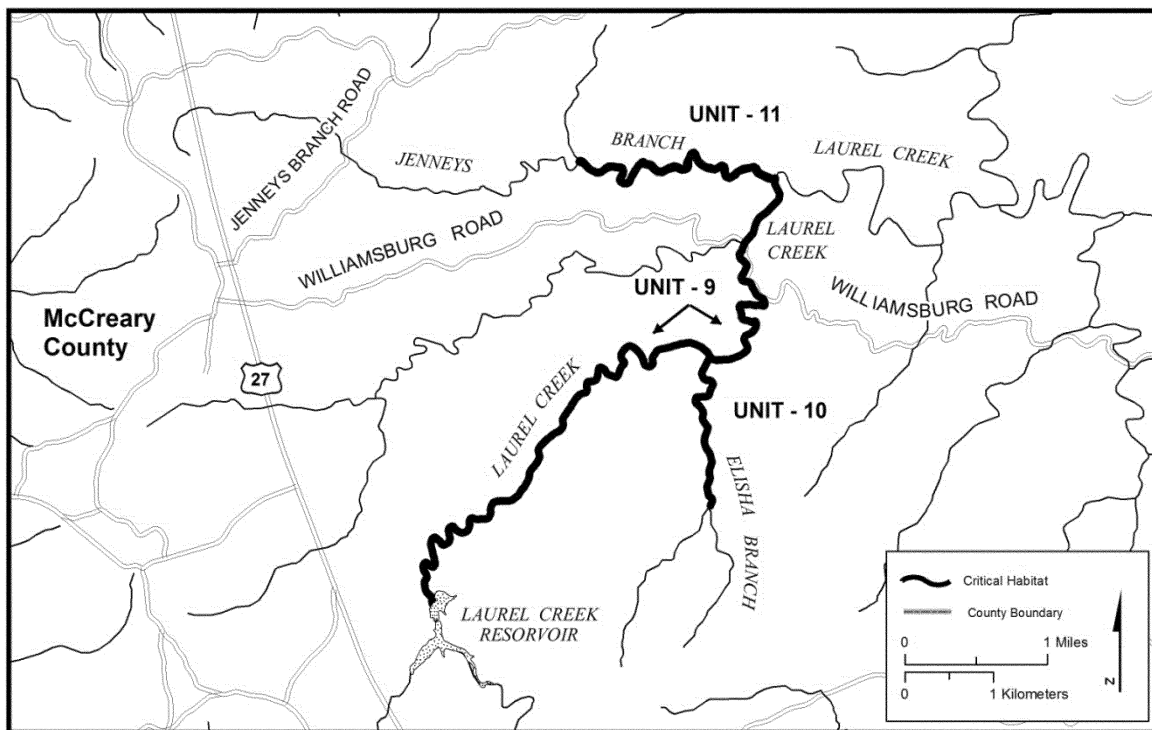 UNIT - 11
BRANCH
LAUREL CREEK
JENNEYS
JENNEYS BRANCH ROAD
LAUREL
CREEK
WILLIAMSBURG ROAD
UNIT - 9
WILLIAMSBURG ROAD
McCreary
County
27
LAUREL CREEK
UNIT - 10
ELISHA BRANCH
LAUREL CREEK
RESORVOIR
Critical Habitat
County Boundary
0 1 Miles
0 1 Kilometers
N